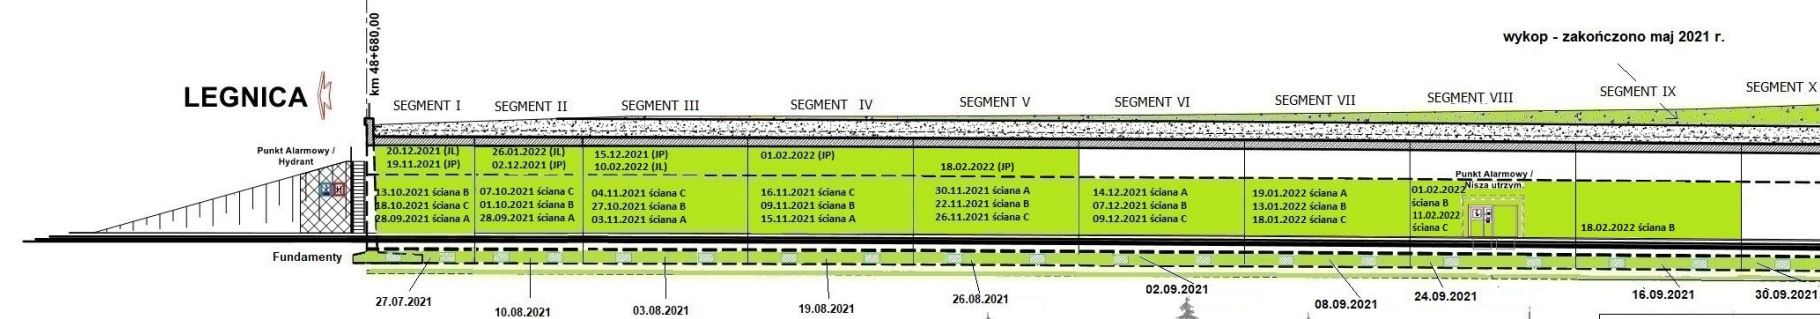 wykop - zakończono maj 2021 r.
km 48+680,00
LEGNICA
SEGMENT I
SEGMENT II
SEGMENT III
SEGMENT IV
SEGMENT V
SEGMENT VI
SEGMENT VII
SEGMENT VIII
SEGMENT IX
SEGMENT X
Punkt Alarmowy /
Hydrant
20.12.2021 (JL)
19.11.2021 (JP)
26.01.2022 (JL)
02.12.2021 (JP)
15.12.2021 (JP)
10.02.2022 (JL)
01.02.2022 (JP)
18.02.2022 (JP)
13.10.2021 ściana B
18.10.2021 ściana C
28.09.2021 ściana A
07.10.2021 ściana C
01.10.2021 ściana B
28.09.2021 ściana A
04.11.2021 ściana C
27.10.2021 ściana B
03.11.2021 ściana A
16.11.2021 ściana C
09.11.2021 ściana B
15.11.2021 ściana A
30.11.2021 ściana A
22.11.2021 ściana B
26.11.2021 ściana C
14.12.2021 ściana A
07.12.2021 ściana B
09.12.2021 ściana C
19.01.2022 ściana A
13.01.2022 ściana B
18.01.2022 ściana C
01.02.2022
ściana B
11.02.2022
ściana C
Punkt Alarmowy /
Nisza utrzym.
18.02.2022 ściana B
Fundamenty
27.07.2021
10.08.2021
03.08.2021
19.08.2021
26.08.2021
02.09.2021
08.09.2021
24.09.2021
16.09.2021
30.09.2021